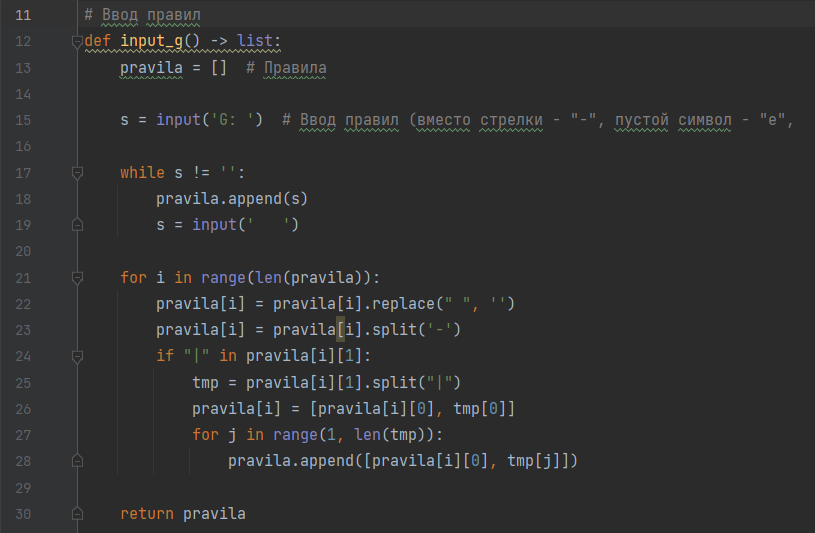 11 # Ввод правил
12 def input_g() -> list:
13     pravila = []  # Правила
14
15     s = input('G: ')  # Ввод правил (вместо стрелки - "-", пустой символ - "e",
16
17     while s != '':
18         pravila.append(s)
19         s = input('   ')
20
21     for i in range(len(pravila)):
22         pravila[i] = pravila[i].replace(" ", '')
23         pravila[i] = pravila[i].split('-')
24         if "|" in pravila[i][1]:
25             tmp = pravila[i][1].split("|")
26             pravila[i] = [pravila[i][0], tmp[0]]
27             for j in range(1, len(tmp)):
28                 pravila.append([pravila[i][0], tmp[j]])
29
30     return pravila